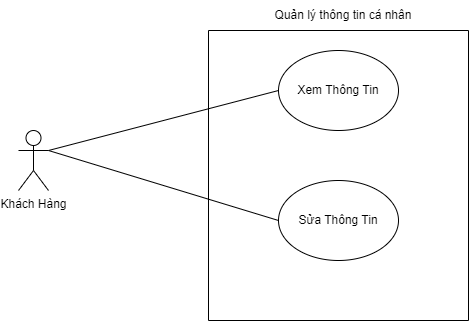 Quản lý thông tin cá nhân
Xem Thông Tin
Khách Hàng
Sửa Thông Tin